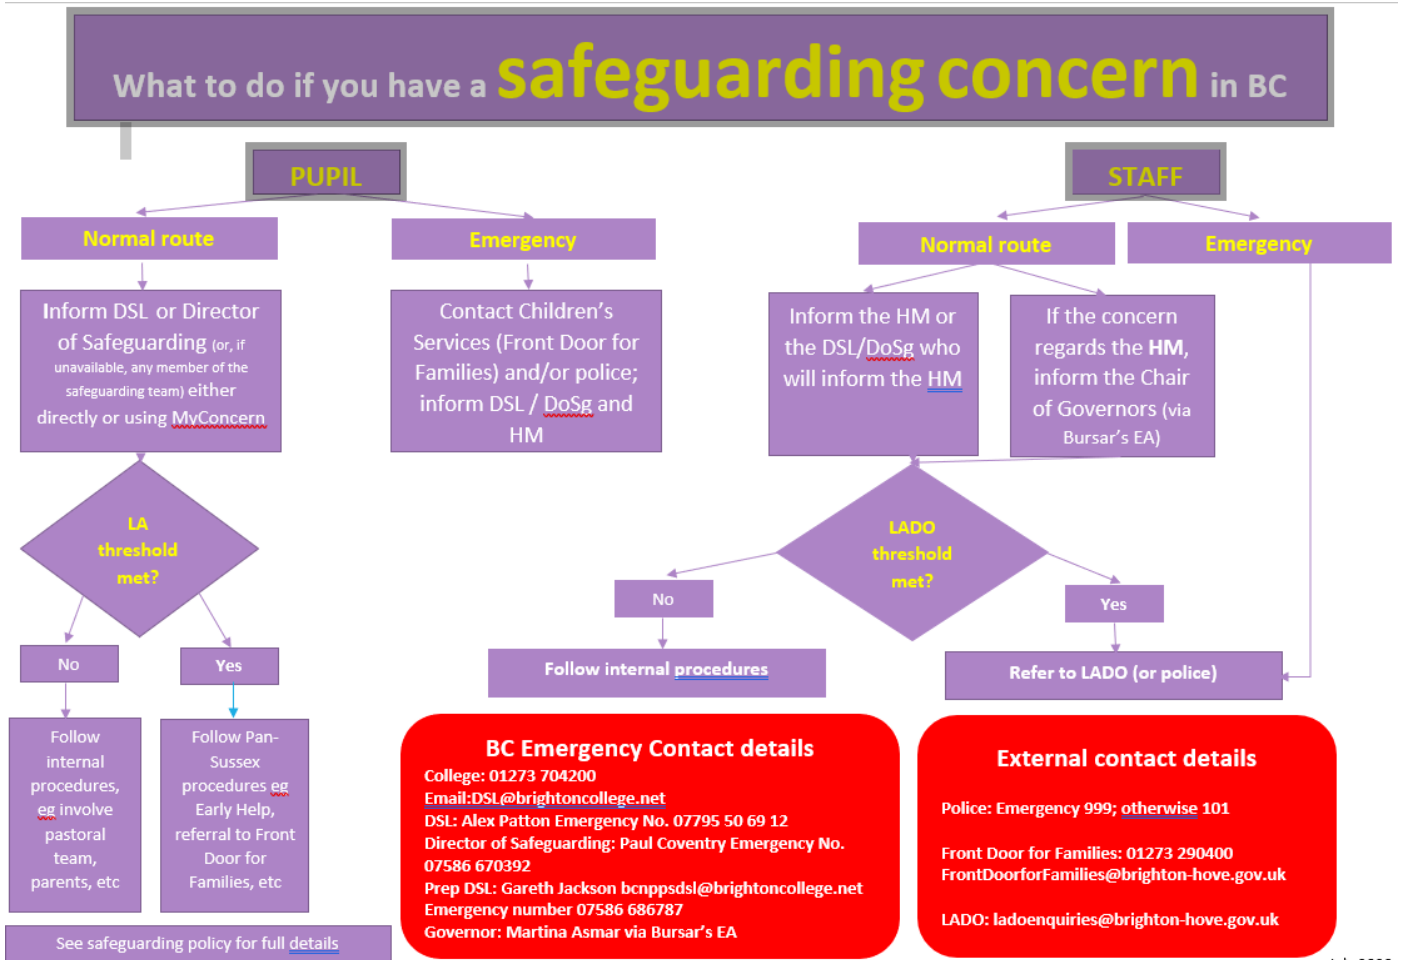 What to do if you have a safeguarding concern in BC
PUPIL
STAFF
Normal route
Emergency
Normal route
Emergency
Inform DSL or Director
of Safeguarding (or, if
unavailable, any member of the
safeguarding team) either
directly or using MyConcern
Contact Children’s
Services (Front Door for
Families) and/or police;
inform DSL / DoSg and
HM
Inform the HM or
the DSL/DoSg who
will inform the HM
If the concern
regards the HM,
inform the Chair
of Governors (via
Bursar’s EA)
LA
threshold
met?
LADO
threshold
met?
No
Yes
No
Yes
Follow internal procedures
Refer to LADO (or police)
Follow
internal
procedures,
eg involve
pastoral
team,
parents, etc
Follow Pan-
Sussex
procedures eg
Early Help,
referral to Front
Door for
Families, etc
See safeguarding policy for full details
BC Emergency Contact details
College: 01273 704200
Email:DSL@brightoncollege.net
DSL: Alex Patton Emergency No. 07795 50 69 12
Director of Safeguarding: Paul Coventry Emergency No.
07586 670392
Prep DSL: Gareth Jackson bcnppsdsl@brightoncollege.net
Emergency number 07586 686787
Governor: Martina Asmar via Bursar’s EA
External contact details
Police: Emergency 999; otherwise 101
Front Door for Families: 01273 290400
FrontDoorforFamilies@brighton-hove.gov.uk
LADO: ladoenquiries@brighton-hove.gov.uk